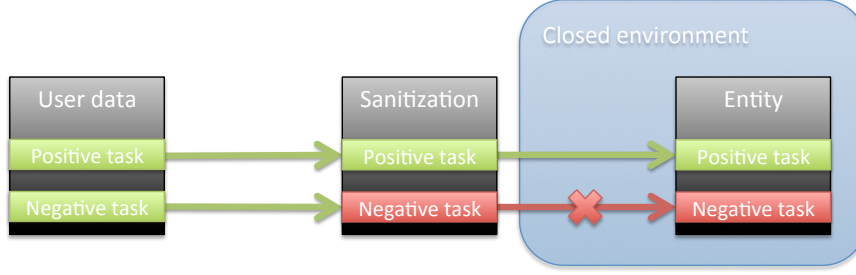 Closed environment
User data
Sanitization
Entity
Positive task
Positive task
Positive task
Negative task
Negative task
Negative task